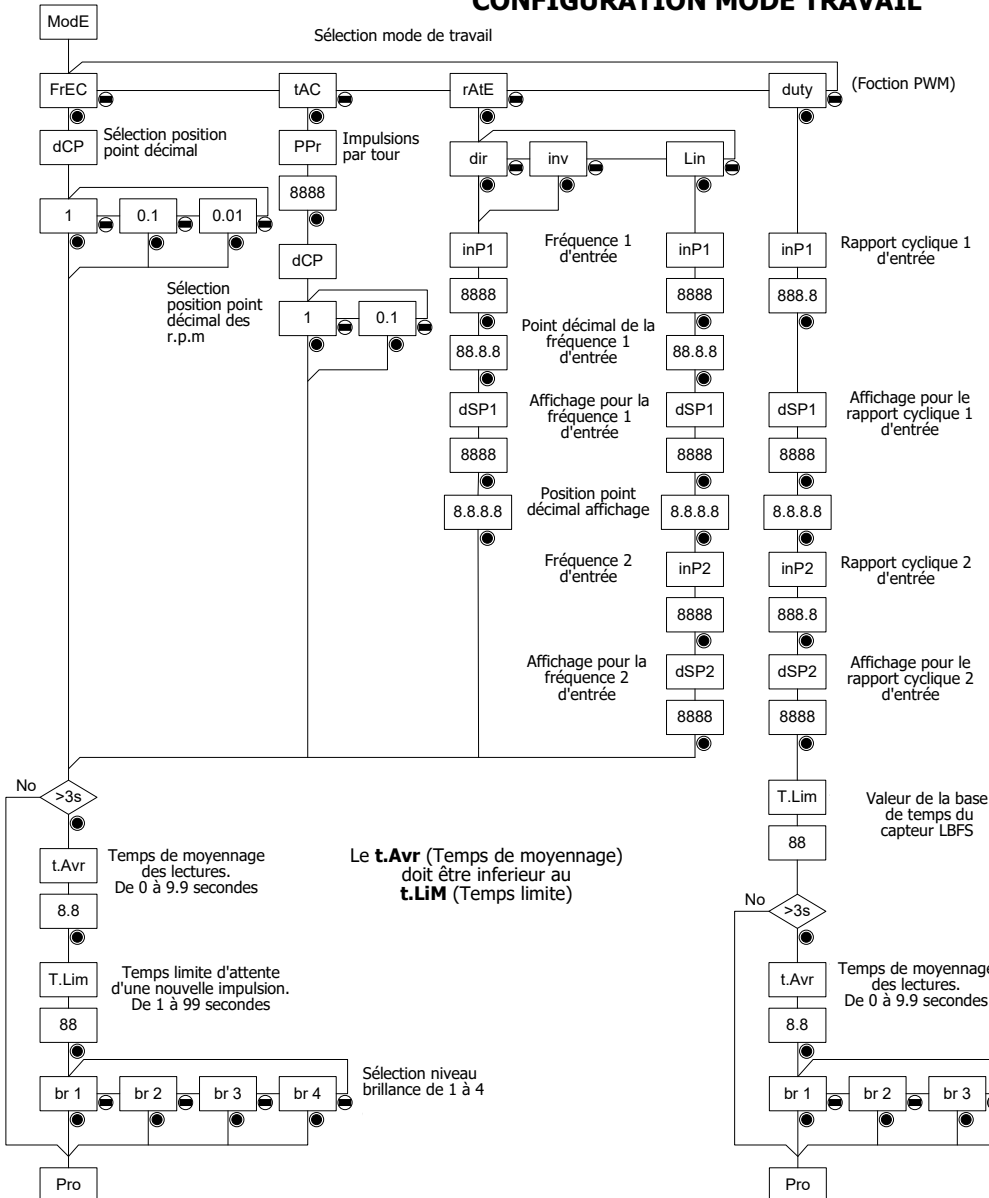 CONFIGURATION MODE TRAVAIL
ModE
Sélection mode de travail
FrEC
tAC
rAtE
duty
(Foction PWM)
dCP
Sélection position
point décimal
PPr
Impulsions
par tour
dir
inv
Lin
8888
1
0.1
0.01
inP1
Fréquence 1
d'entrée
inP1
inP1
Rapport cyclique 1
d'entrée
dCP
8888
8888
888.8
Sélection
position point
décimal des
r.p.m
1
0.1
Point décimal de la
fréquence 1
d'entrée
88.8.8
88.8.8
dSP1
Affichage pour la
fréquence 1
d'entrée
dSP1
dSP1
Affichage pour le
rapport cyclique 1
d'entrée
8888
8888
8888
8.8.8.8
Position point
décimal affichage
8.8.8.8
8.8.8.8
Fréquence 2
d'entrée
inP2
inP2
Rapport cyclique 2
d'entrée
8888
888.8
Affichage pour la
fréquence 2
d'entrée
dSP2
dSP2
Affichage pour le
rapport cyclique 2
d'entrée
8888
8888
No
>3s
T.Lim
Valeur de la base
de temps du
capteur LBFS
88
t.Avr
Temps de moyennage
des lectures.
De 0 à 9.9 secondes
8.8
Le t.Avr (Temps de moyennage)
doit être inferieur au
t.LiM (Temps limite)
No
>3s
T.Lim
Temps limite d'attente
d'une nouvelle impulsion.
De 1 à 99 secondes
88
t.Avr
Temps de moyennage
des lectures.
De 0 à 9.9 secondes
8.8
br 1
br 2
br 3
br 4
Sélection niveau
brillance de 1 à 4
br 1
br 2
br 3
Pro
Pro